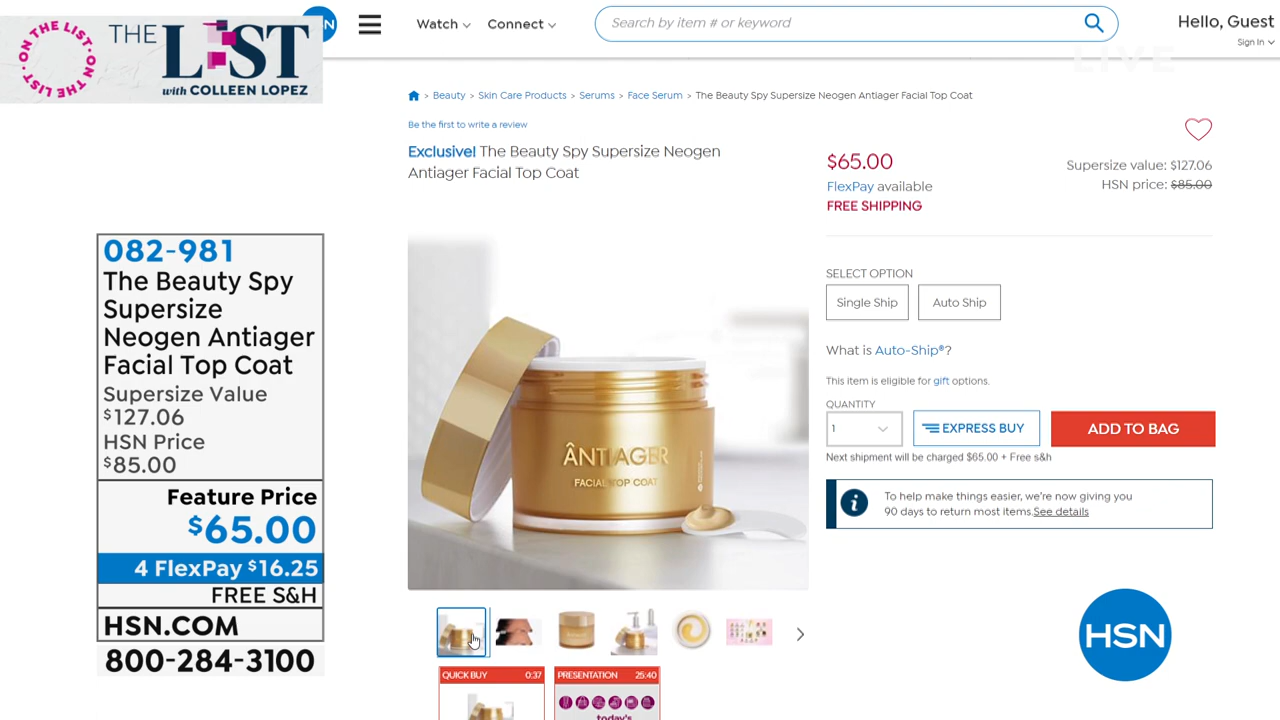 ON THE LIST • ON THE LIST •
THE LIST
with COLLEEN LOPEZ
Watch
Connect
Search by item # or keyword
Hello, Guest
Sign In
LIVE
> Beauty > Skin Care Products > Serums > Face Serum > The Beauty Spy Supersize Neogen Antiager Facial Top Coat
Be the first to write a review
Exclusive! The Beauty Spy Supersize Neogen
Antiager Facial Top Coat
$65.00
FlexPay available
FREE SHIPPING
Supersize value: $127.06
HSN price: $85.00
082-981
The Beauty Spy
Supersize
Neogen Antiager
Facial Top Coat
Supersize Value
$127.06
HSN Price
$85.00
Feature Price
$65.00
4 FlexPay $16.25
FREE S&H
HSN.COM
800-284-3100
ÂNTIAGER
FACIAL TOP COAT
SELECT OPTION
Single Ship
Auto Ship
What is Auto-Ship®?
This item is eligible for gift options.
QUANTITY
1
EXPRESS BUY
ADD TO BAG
Next shipment will be charged $65.00 + Free s&h
i
To help make things easier, we're now giving you
90 days to return most items.See details
HSN
QUICK BUY 0:37
PRESENTATION 25:40
today's